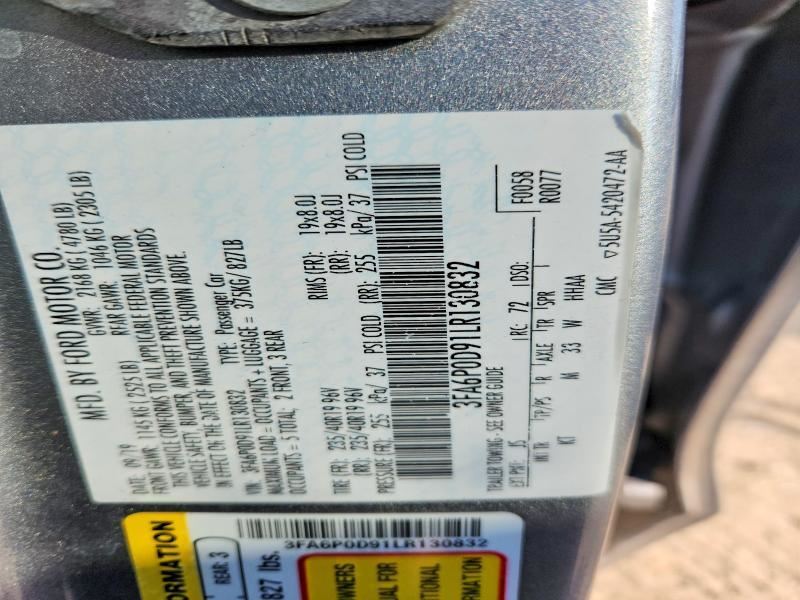 MFD. BY FORD MOTOR CO.
DATE: 09/19 GVWR: 2168 KG ( 4780 LB)
FRONT GAWR: 1145 KG ( 2525 LB) REAR GAWR: 1046 KG ( 2305 LB)
THIS VEHICLE CONFORMS TO ALL APPLICABLE FEDERAL MOTOR
VEHICLE SAFETY, BUMPER, AND THEFT PREVENTION STANDARDS
IN EFFECT ON THE DATE OF MANUFACTURE SHOWN ABOVE.
VIN: 3FA6P0D91LR130832 TYPE: Passenger Car
MAXIMUM LOAD = OCCUPANTS + LUGGAGE = 375KG/ 827LB
OCCUPANTS = 5 TOTAL; 2 FRONT, 3 REAR
TIRE (FR): 235/40R19 96V RIMS (FR): 19x8.0J
(RR): 235/40R19 96V (RR): 19x8.0J
PRESSURE (FR): 255 kPa/ 37 PSI COLD (RR): 255 kPa/ 37 PSI COLD
3FA6P0D91LR130832
TRAILER TOWING - SEE OWNER GUIDE
F0058
R0077
EXT PNT: JS RC: 72 DSO:
INT TR TP/PS R AXLE TR SPR
KT M 33 W HHAA
CMC ▽5U5A-5420472-AA
ORMATION
3FA6P0D91LR130832
REAR: 3
827 lbs.
WNERS
UAL FOR
TIONAL
RMATION